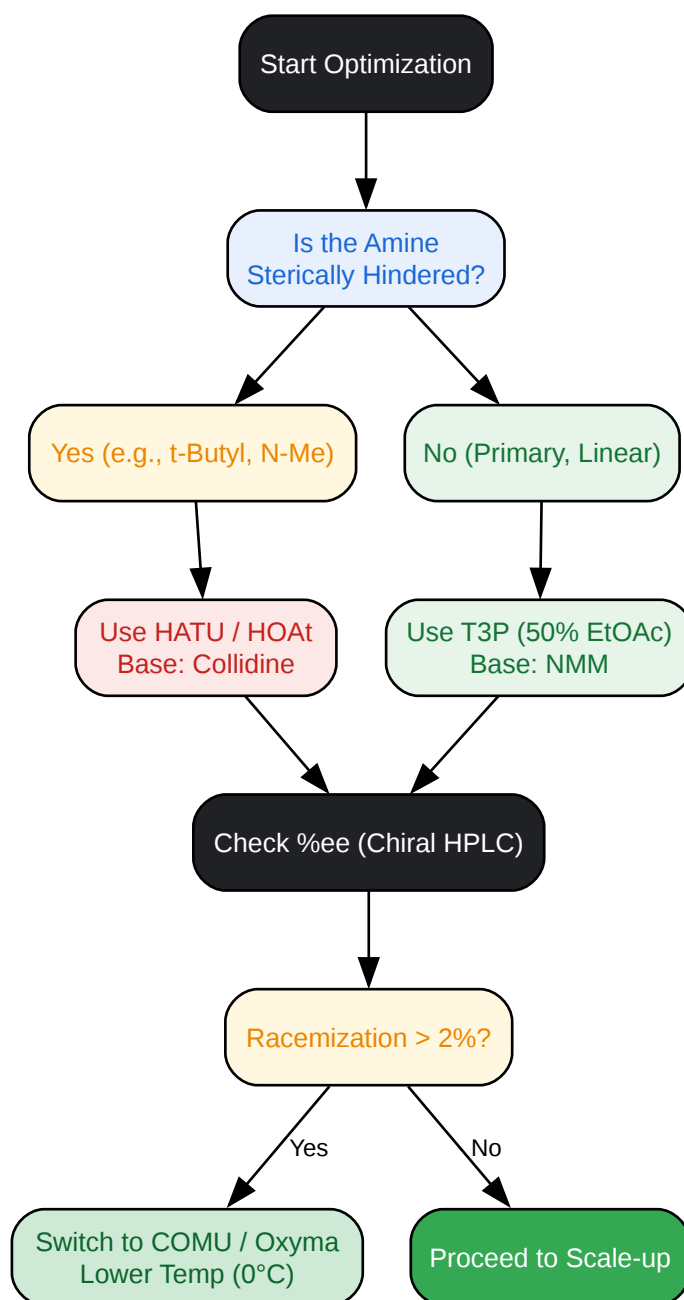 Start Optimization
Is the Amine
Sterically Hindered?
Yes (e.g., t-Butyl, N-Me)
No (Primary, Linear)
Use HATU / HOAt
Base: Collidine
Use T3P (50% EtOAc)
Base: NMM
Check %ee (Chiral HPLC)
Racemization > 2%?
Yes
No
Switch to COMU / Oxyma
Lower Temp (0°C)
Proceed to Scale-up